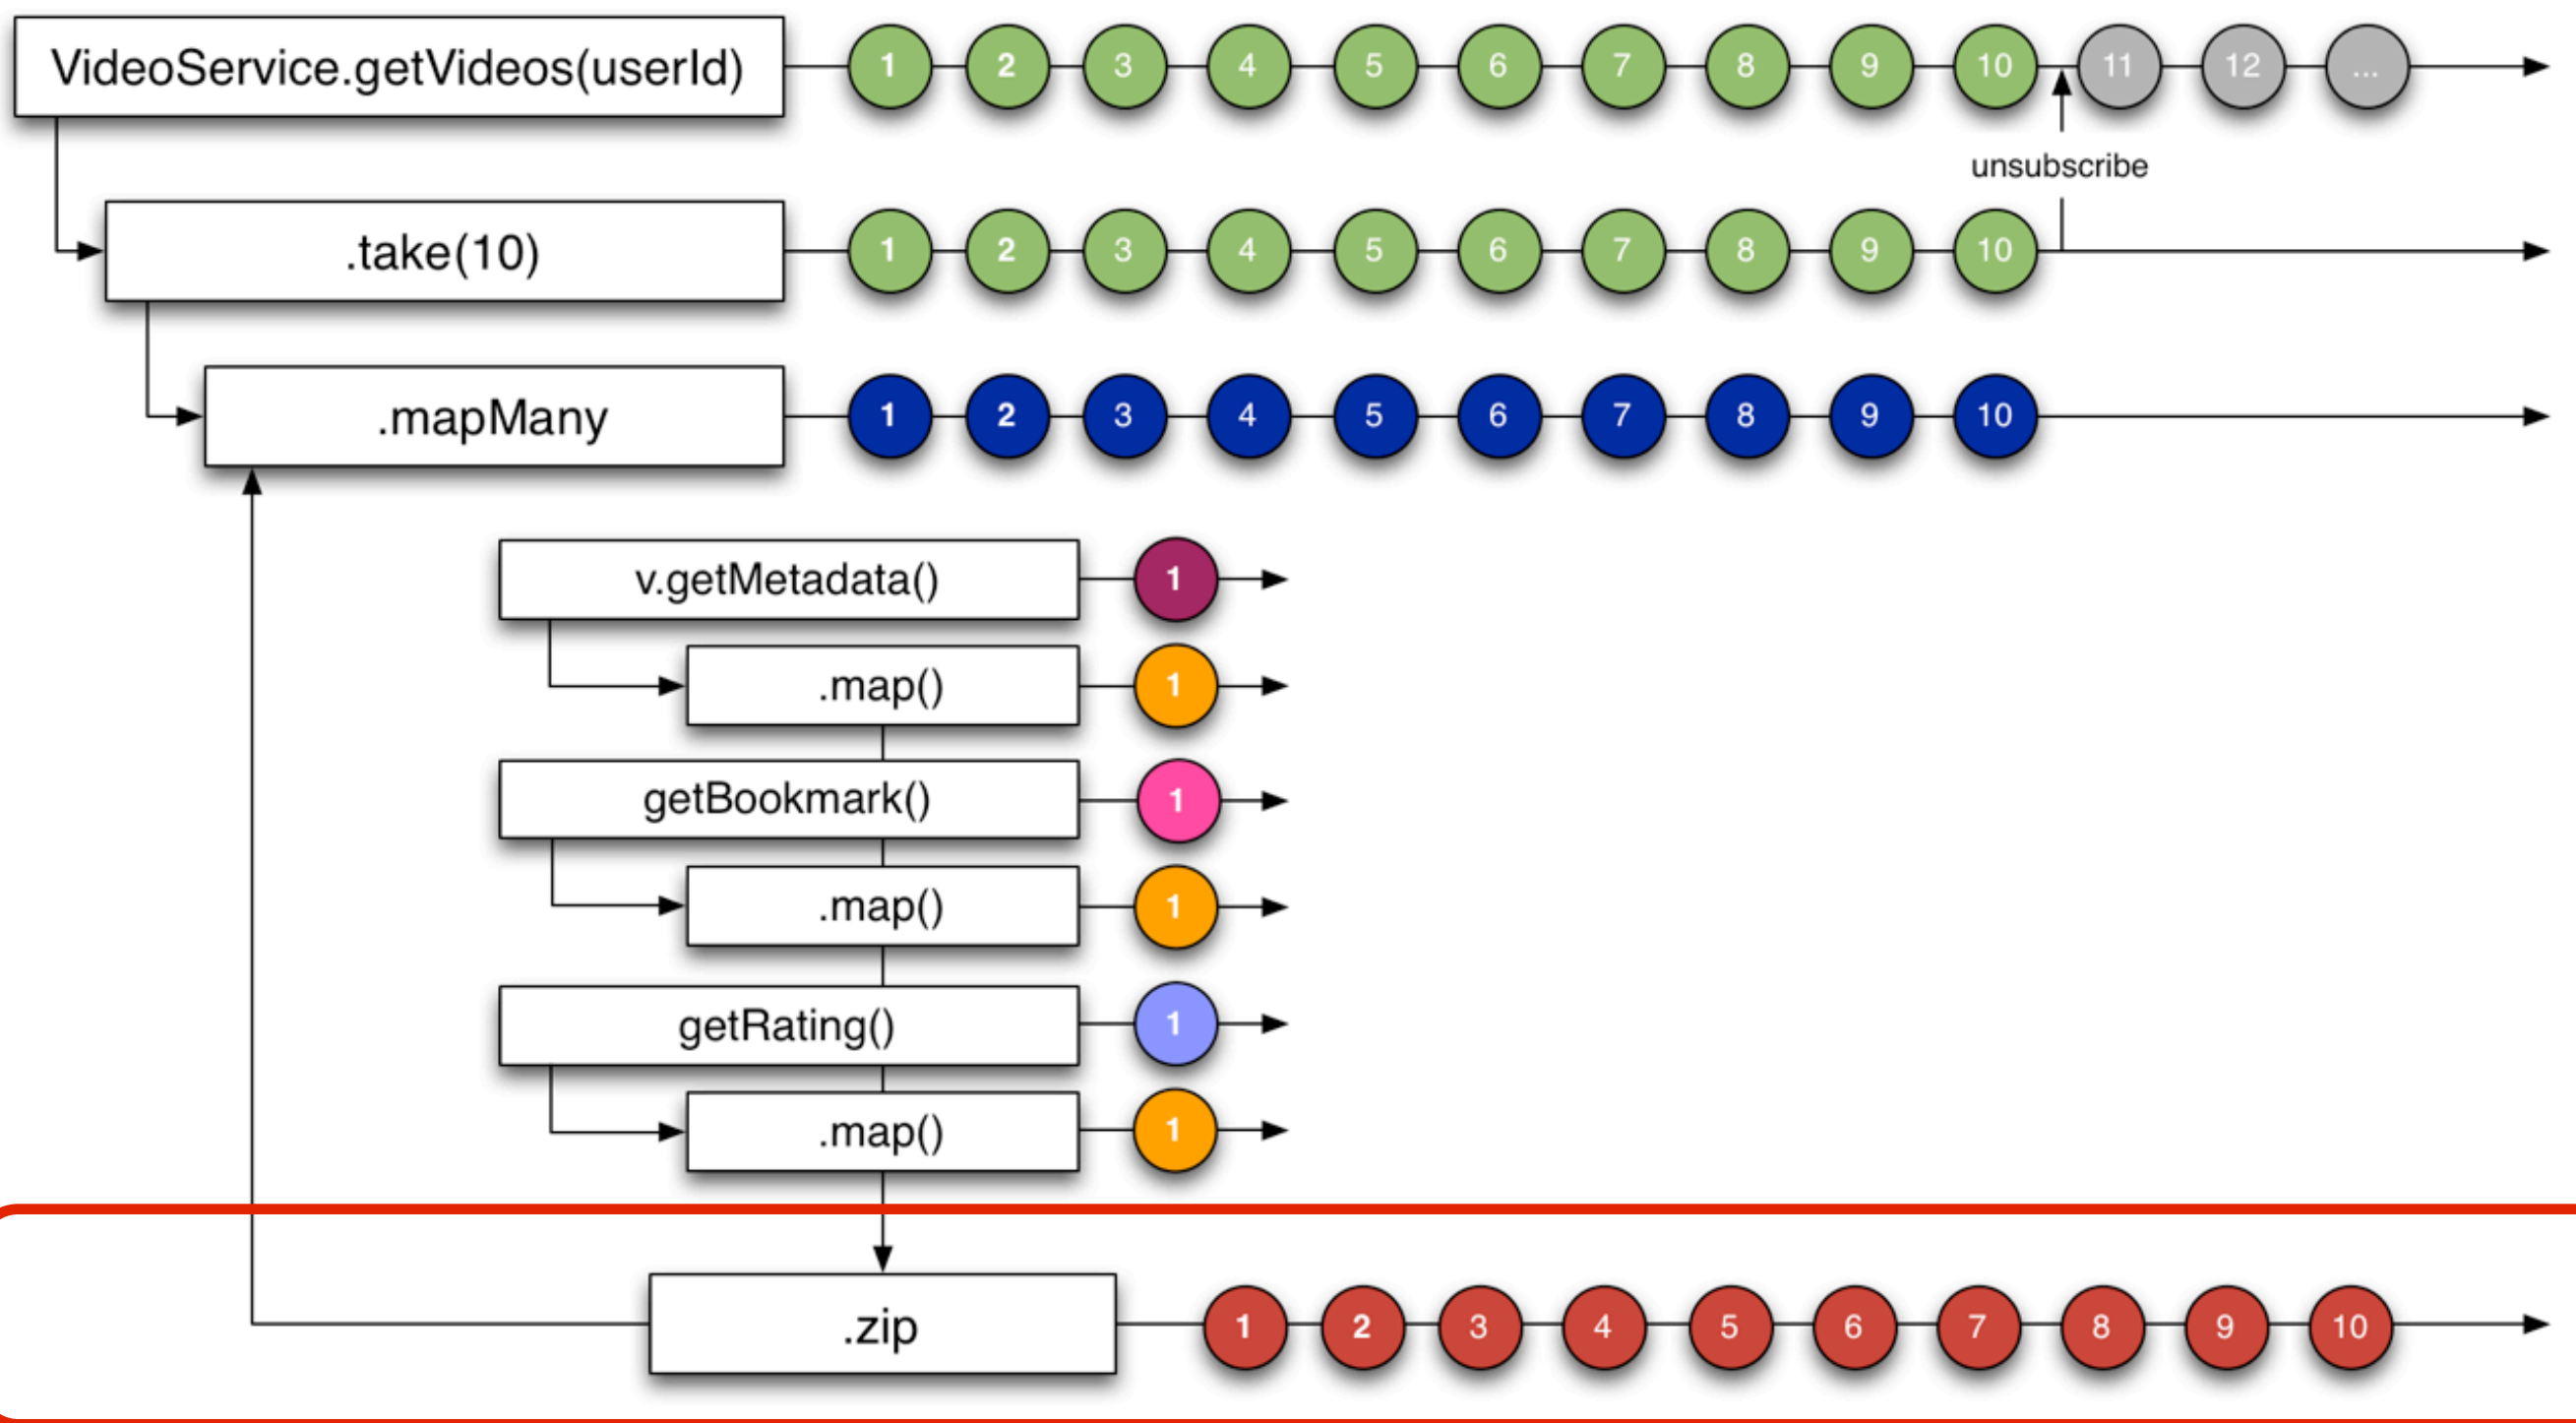 VideoService.getVideos(userId) 1 2 3 4 5 6 7 8 9 10 11 12 ...
unsubscribe
.take(10) 1 2 3 4 5 6 7 8 9 10
.mapMany 1 2 3 4 5 6 7 8 9 10
v.getMetadata() 1
.map() 1
getBookmark() 1
.map() 1
getRating() 1
.map() 1
.zip 1 2 3 4 5 6 7 8 9 10